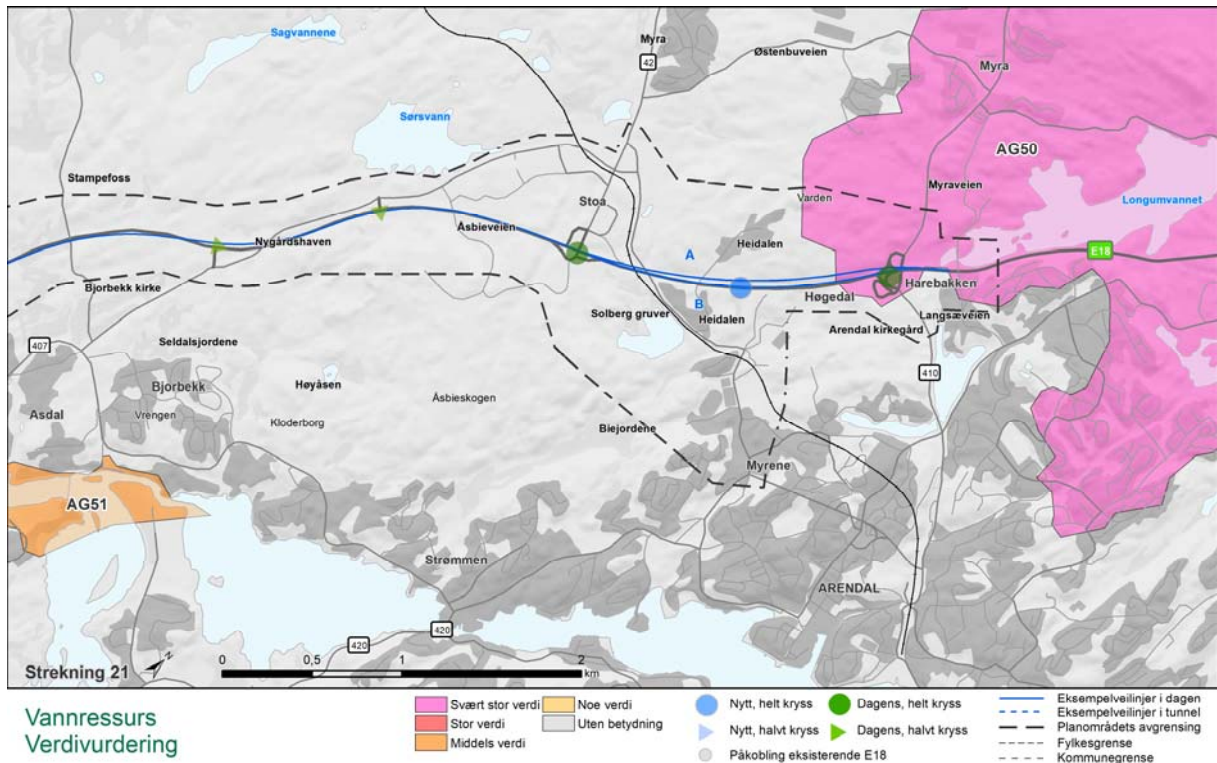 Sagvannene
Myra
Østenbuveien
42
Myra
Sørsvann
AG50
Stampefoss
Myraveien
Varden
Longumvannet
Stoa
Åsbieveien
Nygårdshaven
Heidalen
A
E18
Bjorbekk kirke
Harebakken
Høgedal
B
Solberg gruver
Heidalen
Langsæveien
Arendal kirkegård
407
Seldalsjordene
410
Bjorbekk
Høyåsen
Asdal
Vrengen
Åsbieskogen
Kloderborg
Biejordene
Myrene
AG51
Strømmen
ARENDAL
420
420
Strekning 21
N
0 0,5 1 2
km
Vannressurs
Verdivurdering
Svært stor verdi
Stor verdi
Middels verdi
Noe verdi
Uten betydning
Nytt, helt kryss
Nytt, halvt kryss
Påkobling eksisterende E18
Dagens, helt kryss
Dagens, halvt kryss
Eksempelveilinjer i dagen
Eksempelveilinjer i tunnel
Planområdets avgrensing
Fylkesgrense
Kommunegrense